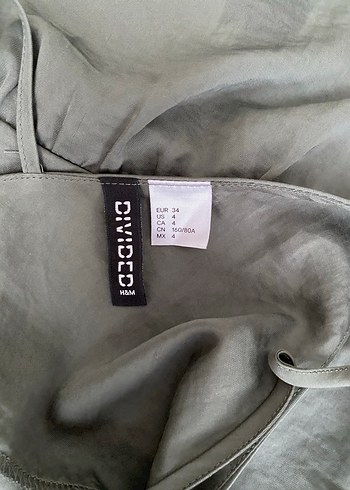 DIVIDED
H&M
EUR 34
US 4
CA 4
CN 160/80A
MX 4